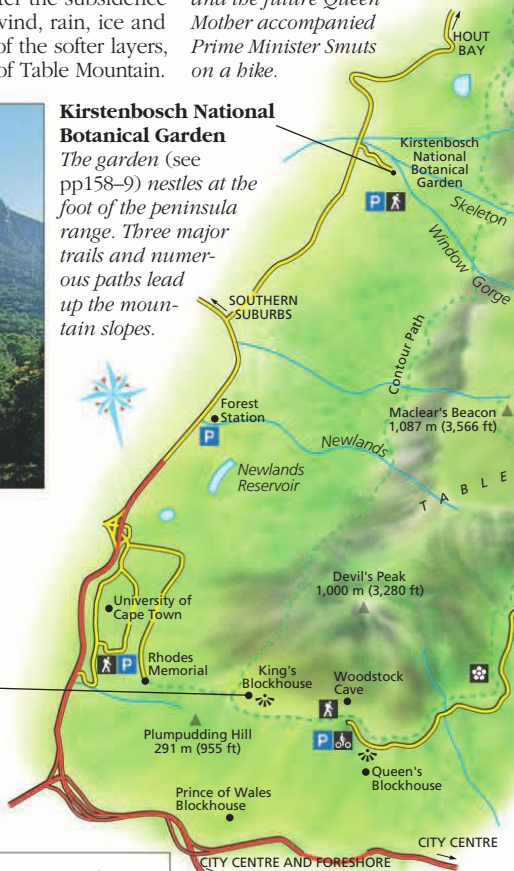 ter the subsidence
wind, rain, ice and
of the softer layers,
of Table Mountain.
and the future Queen
Mother accompanied
Prime Minister Smuts
on a hike.
Kirstenbosch National
Botanical Garden
The garden (see
pp158–9) nestles at the
foot of the peninsula
range. Three major
trails and numer-
ous paths lead
up the moun-
tain slopes.
HOUT
BAY
Kirstenbosch
National
Botanical
Garden
P
Skeleton
Window Gorge
SOUTHERN
SUBURBS
Contour Path
Maclear's Beacon
1,087 m (3,566 ft)
Forest
Station
P
Newlands
Newlands
Reservoir
TABLE
Devil's Peak
1,000 m (3,280 ft)
University of
Cape Town
P
Rhodes
Memorial
King's
Blockhouse
Woodstock
Cave
Plumpudding Hill
291 m (955 ft)
P
Queen's
Blockhouse
Prince of Wales
Blockhouse
CITY CENTRE
CITY CENTRE AND FORESHORE